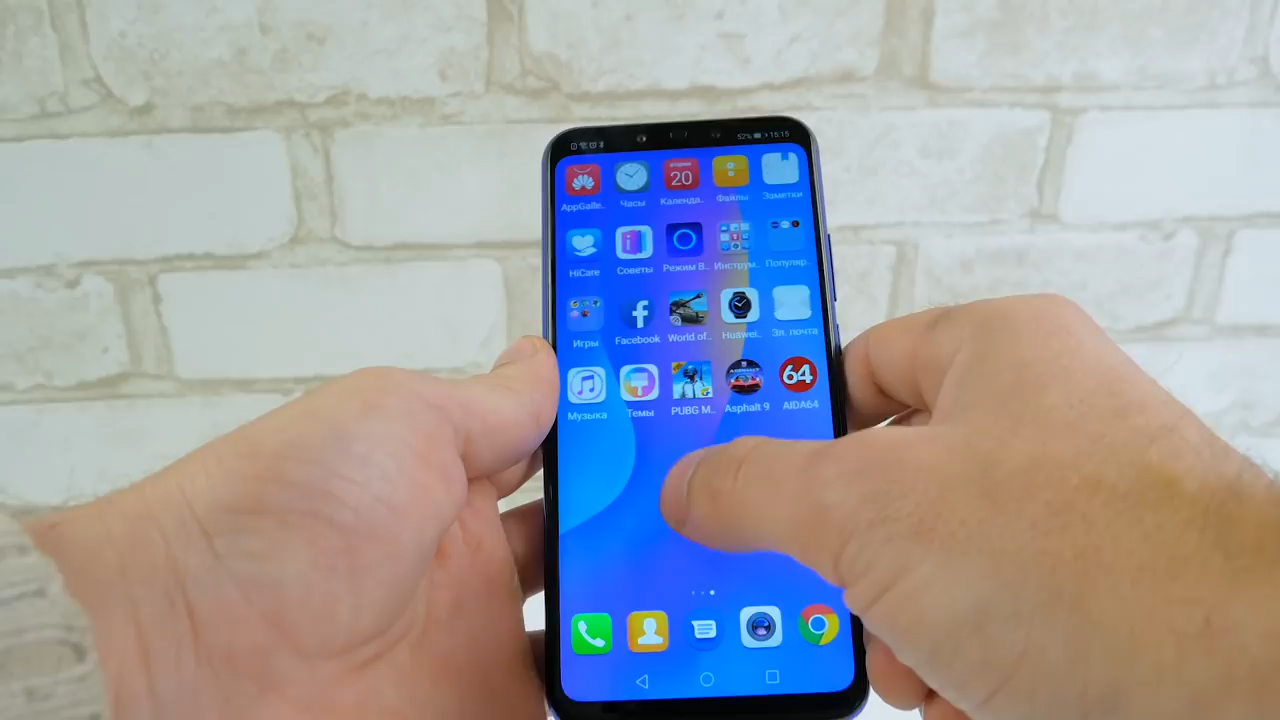 52% 15:15
AppGalle.. Часы Календа.. Файлы Заметки
20
HiCare Советы Режим В.. Инструм.. Популяр..
Игры Facebook World of.. Huawei.. Эл. почта
64
Музыка Темы PUBG M.. Asphalt 9 AIDA64